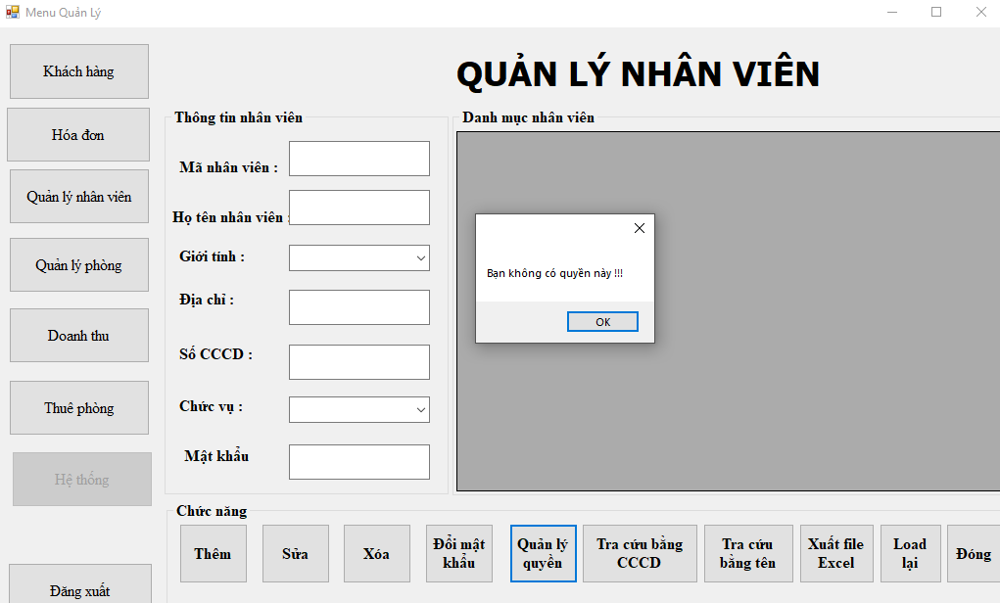 Menu Quản Lý
Khách hàng
Hóa đơn
Quản lý nhân viên
Quản lý phòng
Doanh thu
Thuê phòng
Hệ thống
Đăng xuất
QUẢN LÝ NHÂN VIÊN
Thông tin nhân viên
Mã nhân viên :
Họ tên nhân viên :
Giới tính :
Địa chỉ :
Số CCCD :
Chức vụ :
Mật khẩu
Danh mục nhân viên
Bạn không có quyền này !!!
OK
Chức năng
Thêm
Sửa
Xóa
Đổi mật
khẩu
Quản lý
quyền
Tra cứu bằng
CCCD
Tra cứu
bằng tên
Xuất file
Excel
Load
lại
Đóng